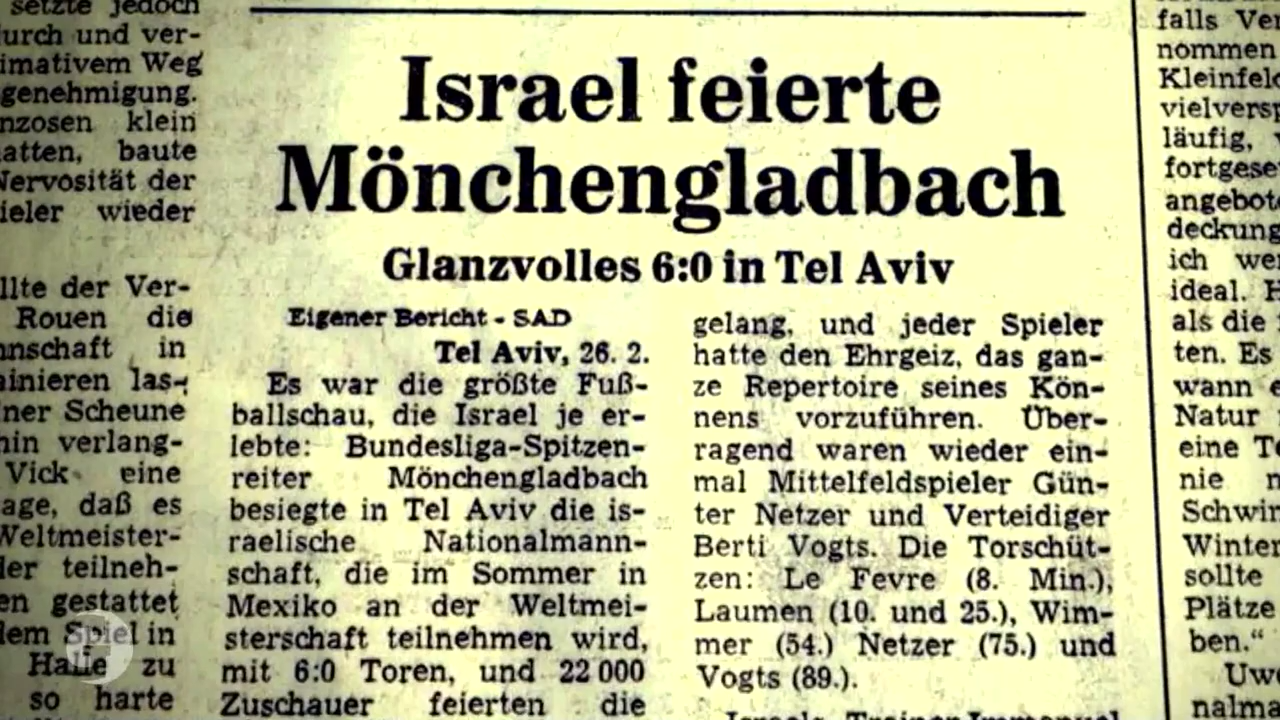 setzte jedoch
durch und ver-
imativem Weg
genehmigung.
nzosen klein
atten, baute
Nervosität der
ieler wieder
llte der Ver-
Rouen die
nnschaft in
ainieren las-
ner Scheune
hin verlang-
Vick eine
age, daß es
Weltmeister-
der teilneh-
en gestattet
dem Spiel in
Halle zu
so harte
Israel feierte
Mönchengladbach
Glanzvolles 6:0 in Tel Aviv
Eigener Bericht - SAD
Tel Aviv, 26. 2.
Es war die größte Fuß-
ballschau, die Israel je er-
lebte: Bundesliga-Spitzen-
reiter Mönchengladbach
besiegte in Tel Aviv die is-
raelische Nationalmann-
schaft, die im Sommer in
Mexiko an der Weltmei-
sterschaft teilnehmen wird,
mit 6:0 Toren, und 22 000
Zuschauer feierten die
gelang, und jeder Spieler
hatte den Ehrgeiz, das gan-
ze Repertoire seines Kön-
nens vorzuführen. Über-
ragend waren wieder ein-
mal Mittelfeldspieler Gün-
ter Netzer und Verteidiger
Berti Vogts. Die Torschüt-
zen: Le Fevre (8. Min.),
Laumen (10. und 25.), Wim-
mer (54.) Netzer (75.) und
Vogts (89.).
Israels Trainer Immanuel
falls Ver
nommen
Kleinfeld
vielversp
läufig,
fortgese
angebot
deckung
ich we
ideal.
als die
ten. Es
wann
Natur
eine T
nie
Schwin
Winter
sollte
Plätze
ben.“
Uw
nalma